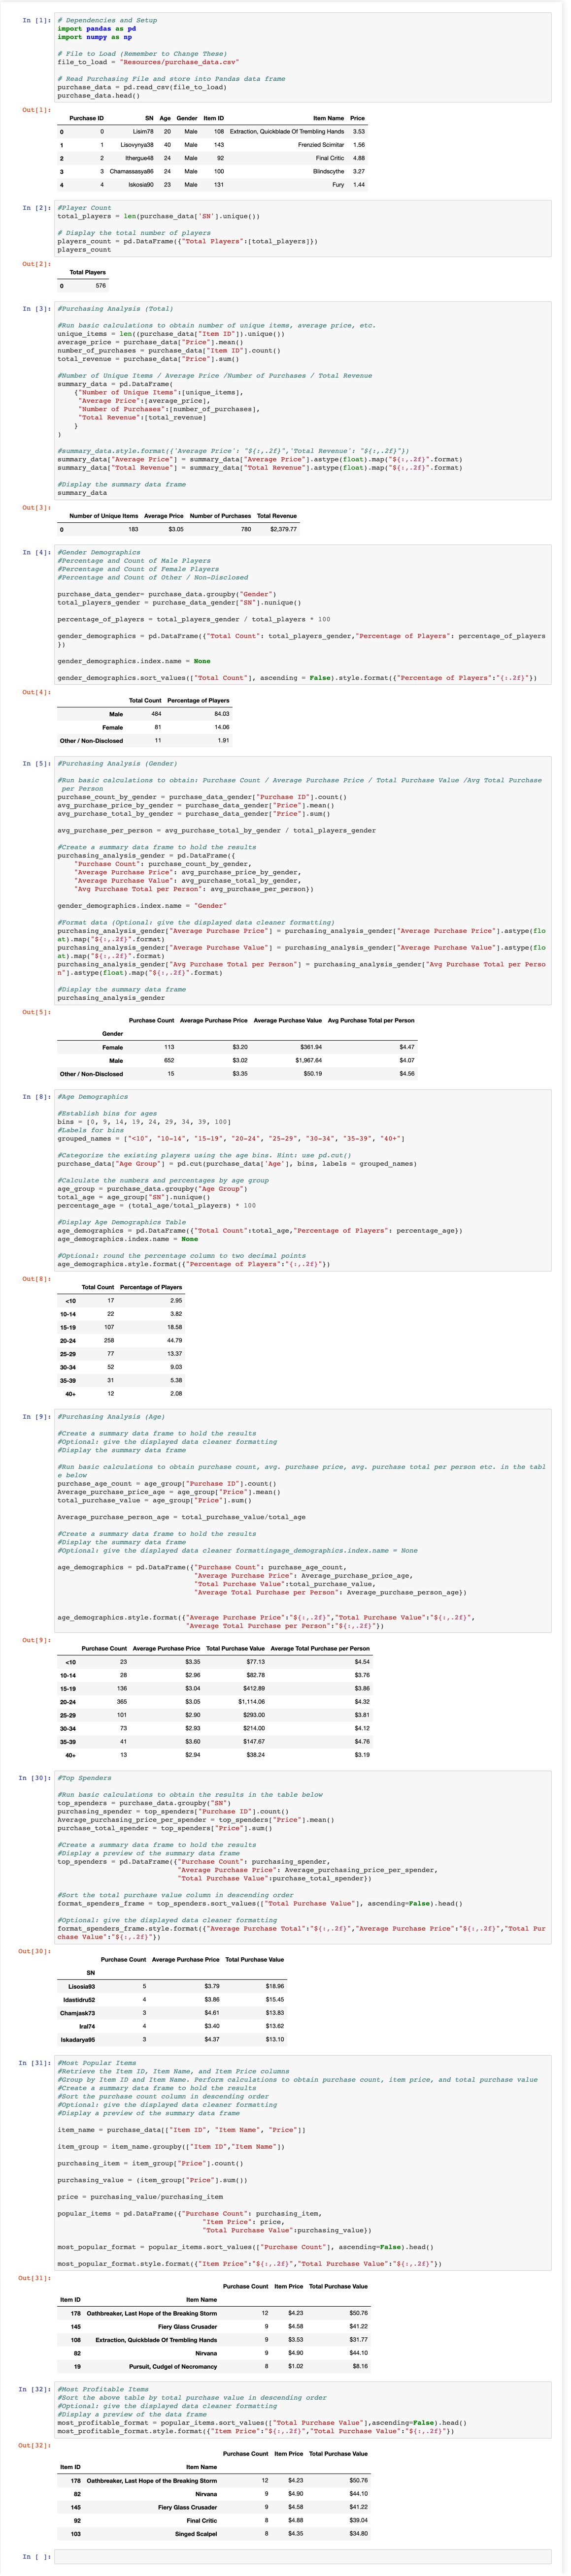 In [1]: # Dependencies and Setup
import pandas as pd
import numpy as np
# File to Load (Remember to Change These)
file_to_load = "Resources/purchase_data.csv"
# Read Purchasing File and store into Pandas data frame
purchase_data = pd.read_csv(file_to_load)
purchase_data.head()
Out[1]:
Purchase ID SN Age Gender Item ID Item Name Price
0 0 Lisim78 20 Male 108 Extraction, Quickblade Of Trembling Hands 3.53
1 1 Lisovynya38 40 Male 143 Frenzied Scimitar 1.56
2 2 Ithergue48 24 Male 92 Final Critic 4.88
3 3 Chamassasya86 24 Male 100 Blindscythe 3.27
4 4 Iskosia90 23 Male 131 Fury 1.44
In [2]: #Player Count
total_players = len(purchase_data['SN'].unique())
# Display the total number of players
players_count = pd.DataFrame({"Total Players":[total_players]})
players_count
Out[2]:
Total Players
0 576
In [3]: #Purchasing Analysis (Total)
#Run basic calculations to obtain number of unique items, average price, etc.
unique_items = len((purchase_data["Item ID"]).unique())
average_price = purchase_data["Price"].mean()
number_of_purchases = purchase_data["Item ID"].count()
total_revenue = purchase_data["Price"].sum()
#Number of Unique Items / Average Price /Number of Purchases / Total Revenue
summary_data = pd.DataFrame(
{"Number of Unique Items":[unique_items],
"Average Price":[average_price],
"Number of Purchases":[number_of_purchases],
"Total Revenue":[total_revenue]
}
)
#summary_data.style.format({'Average Price': "${:,.2f}",'Total Revenue': "${:,.2f}"})
summary_data["Average Price"] = summary_data["Average Price"].astype(float).map("${:,.2f}".format)
summary_data["Total Revenue"] = summary_data["Total Revenue"].astype(float).map("${:,.2f}".format)
#Display the summary data frame
summary_data
Out[3]:
Number of Unique Items Average Price Number of Purchases Total Revenue
0 183 $3.05 780 $2,379.77
In [4]: #Gender Demographics
#Percentage and Count of Male Players
#Percentage and Count of Female Players
#Percentage and Count of Other / Non-Disclosed
purchase_data_gender= purchase_data.groupby("Gender")
total_players_gender = purchase_data_gender["SN"].nunique()
percentage_of_players = total_players_gender / total_players * 100
gender_demographics = pd.DataFrame({"Total Count": total_players_gender,"Percentage of Players": percentage_of_players
})
gender_demographics.index.name = None
gender_demographics.sort_values(["Total Count"], ascending = False).style.format({"Percentage of Players":"{:.2f}"})
Out[4]:
Total Count Percentage of Players
Male 484 84.03
Female 81 14.06
Other / Non-Disclosed 11 1.91
In [5]: #Purchasing Analysis (Gender)
#Run basic calculations to obtain: Purchase Count / Average Purchase Price / Total Purchase Value /Avg Total Purchase
per Person
purchase_count_by_gender = purchase_data_gender["Purchase ID"].count()
avg_purchase_price_by_gender = purchase_data_gender["Price"].mean()
avg_purchase_total_by_gender = purchase_data_gender["Price"].sum()
avg_purchase_per_person = avg_purchase_total_by_gender / total_players_gender
#Create a summary data frame to hold the results
purchasing_analysis_gender = pd.DataFrame({
"Purchase Count": purchase_count_by_gender,
"Average Purchase Price": avg_purchase_price_by_gender,
"Average Purchase Value": avg_purchase_total_by_gender,
"Avg Purchase Total per Person": avg_purchase_per_person})
gender_demographics.index.name = "Gender"
#Format data (Optional: give the displayed data cleaner formatting)
purchasing_analysis_gender["Average Purchase Price"] = purchasing_analysis_gender["Average Purchase Price"].astype(flo
at).map("${:,.2f}".format)
purchasing_analysis_gender["Average Purchase Value"] = purchasing_analysis_gender["Average Purchase Value"].astype(flo
at).map("${:,.2f}".format)
purchasing_analysis_gender["Avg Purchase Total per Person"] = purchasing_analysis_gender["Avg Purchase Total per Perso
n"].astype(float).map("${:,.2f}".format)
#Display the summary data frame
purchasing_analysis_gender
Out[5]:
Purchase Count Average Purchase Price Average Purchase Value Avg Purchase Total per Person
Gender
Female 113 $3.20 $361.94 $4.47
Male 652 $3.02 $1,967.64 $4.07
Other / Non-Disclosed 15 $3.35 $50.19 $4.56
In [8]: #Age Demographics
#Establish bins for ages
bins = [0, 9, 14, 19, 24, 29, 34, 39, 100]
#Labels for bins
grouped_names = ["<10", "10-14", "15-19", "20-24", "25-29", "30-34", "35-39", "40+"]
#Categorize the existing players using the age bins. Hint: use pd.cut()
purchase_data["Age Group"] = pd.cut(purchase_data['Age'], bins, labels = grouped_names)
#Calculate the numbers and percentages by age group
age_group = purchase_data.groupby("Age Group")
total_age = age_group["SN"].nunique()
percentage_age = (total_age/total_players) * 100
#Display Age Demographics Table
age_demographics = pd.DataFrame({"Total Count":total_age,"Percentage of Players": percentage_age})
age_demographics.index.name = None
#Optional: round the percentage column to two decimal points
age_demographics.style.format({"Percentage of Players":"{:,.2f}"})
Out[8]:
Total Count Percentage of Players
<10 17 2.95
10-14 22 3.82
15-19 107 18.58
20-24 258 44.79
25-29 77 13.37
30-34 52 9.03
35-39 31 5.38
40+ 12 2.08
In [9]: #Purchasing Analysis (Age)
#Create a summary data frame to hold the results
#Optional: give the displayed data cleaner formatting
#Display the summary data frame
#Run basic calculations to obtain purchase count, avg. purchase price, avg. purchase total per person etc. in the tabl
e below
purchase_age_count = age_group["Purchase ID"].count()
Average_purchase_price_age = age_group["Price"].mean()
total_purchase_value = age_group["Price"].sum()
Average_purchase_person_age = total_purchase_value/total_age
#Create a summary data frame to hold the results
#Display the summary data frame
#Optional: give the displayed data cleaner formattingage_demographics.index.name = None
age_demographics = pd.DataFrame({"Purchase Count": purchase_age_count,
"Average Purchase Price": Average_purchase_price_age,
"Total Purchase Value":total_purchase_value,
"Average Total Purchase per Person": Average_purchase_person_age})
age_demographics.style.format({"Average Purchase Price":"${:,.2f}","Total Purchase Value":"${:,.2f}",
"Average Total Purchase per Person":"${:,.2f}"})
Out[9]:
Purchase Count Average Purchase Price Total Purchase Value Average Total Purchase per Person
<10 23 $3.35 $77.13 $4.54
10-14 28 $2.96 $82.78 $3.76
15-19 136 $3.04 $412.89 $3.86
20-24 365 $3.05 $1,114.06 $4.32
25-29 101 $2.90 $293.00 $3.81
30-34 73 $2.93 $214.00 $4.12
35-39 41 $3.60 $147.67 $4.76
40+ 13 $2.94 $38.24 $3.19
In [30]: #Top Spenders
#Run basic calculations to obtain the results in the table below
top_spenders = purchase_data.groupby("SN")
purchasing_spender = top_spenders["Purchase ID"].count()
Average_purchasing_price_per_spender = top_spenders["Price"].mean()
purchase_total_spender = top_spenders["Price"].sum()
#Create a summary data frame to hold the results
#Display a preview of the summary data frame
top_spenders = pd.DataFrame({"Purchase Count": purchasing_spender,
"Average Purchase Price": Average_purchasing_price_per_spender,
"Total Purchase Value":purchase_total_spender})
#Sort the total purchase value column in descending order
format_spenders_frame = top_spenders.sort_values(["Total Purchase Value"], ascending=False).head()
#Optional: give the displayed data cleaner formatting
format_spenders_frame.style.format({"Average Purchase Total":"${:,.2f}","Average Purchase Price":"${:,.2f}","Total Pur
chase Value":"${:,.2f}"})
Out[30]:
Purchase Count Average Purchase Price Total Purchase Value
SN
Lisosia93 5 $3.79 $18.96
Idastidru52 4 $3.86 $15.45
Chamjask73 3 $4.61 $13.83
Iral74 4 $3.40 $13.62
Iskadarya95 3 $4.37 $13.10
In [31]: #Most Popular Items
#Retrieve the Item ID, Item Name, and Item Price columns
#Group by Item ID and Item Name. Perform calculations to obtain purchase count, item price, and total purchase value
#Create a summary data frame to hold the results
#Sort the purchase count column in descending order
#Optional: give the displayed data cleaner formatting
#Display a preview of the summary data frame
item_name = purchase_data[["Item ID", "Item Name", "Price"]]
item_group = item_name.groupby(["Item ID","Item Name"])
purchasing_item = item_group["Price"].count()
purchasing_value = (item_group["Price"].sum())
price = purchasing_value/purchasing_item
popular_items = pd.DataFrame({"Purchase Count": purchasing_item,
"Item Price": price,
"Total Purchase Value":purchasing_value})
most_popular_format = popular_items.sort_values(["Purchase Count"], ascending=False).head()
most_popular_format.style.format({"Item Price":"${:,.2f}","Total Purchase Value":"${:,.2f}"})
Out[31]:
Purchase Count Item Price Total Purchase Value
Item ID Item Name
178 Oathbreaker, Last Hope of the Breaking Storm 12 $4.23 $50.76
145 Fiery Glass Crusader 9 $4.58 $41.22
108 Extraction, Quickblade Of Trembling Hands 9 $3.53 $31.77
82 Nirvana 9 $4.90 $44.10
19 Pursuit, Cudgel of Necromancy 8 $1.02 $8.16
In [32]: #Most Profitable Items
#Sort the above table by total purchase value in descending order
#Optional: give the displayed data cleaner formatting
#Display a preview of the data frame
most_profitable_format = popular_items.sort_values(["Total Purchase Value"],ascending=False).head()
most_profitable_format.style.format({"Item Price":"${:,.2f}","Total Purchase Value":"${:,.2f}"})
Out[32]:
Purchase Count Item Price Total Purchase Value
Item ID Item Name
178 Oathbreaker, Last Hope of the Breaking Storm 12 $4.23 $50.76
82 Nirvana 9 $4.90 $44.10
145 Fiery Glass Crusader 9 $4.58 $41.22
92 Final Critic 8 $4.88 $39.04
103 Singed Scalpel 8 $4.35 $34.80
In [ ]: